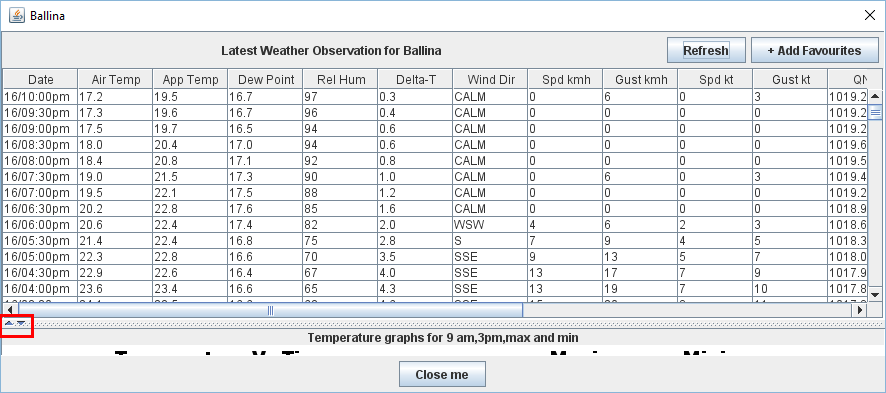 Ballina
Latest Weather Observation for Ballina Refresh + Add Favourites
Date Air Temp App Temp Dew Point Rel Hum Delta-T Wind Dir Spd kmh Gust kmh Spd kt Gust kt QN
16/10:00pm 17.2 19.5 16.7 97 0.3 CALM 0 6 0 3 1019.2
16/09:30pm 17.3 19.6 16.7 96 0.4 CALM 0 0 0 0 1019.2
16/09:00pm 17.5 19.7 16.5 94 0.6 CALM 0 0 0 0 1019.2
16/08:30pm 18.0 20.4 17.0 94 0.6 CALM 0 0 0 0 1019.6
16/08:00pm 18.4 20.8 17.1 92 0.8 CALM 0 0 0 0 1019.5
16/07:30pm 19.0 21.5 17.3 90 1.0 CALM 0 6 0 3 1019.4
16/07:00pm 19.5 22.1 17.5 88 1.2 CALM 0 0 0 0 1019.2
16/06:30pm 20.2 22.8 17.6 85 1.6 CALM 0 0 0 0 1018.9
16/06:00pm 20.6 22.4 17.4 82 2.0 WSW 4 6 2 3 1018.6
16/05:30pm 21.4 22.4 16.8 75 2.8 S 7 9 4 5 1018.3
16/05:00pm 22.3 22.8 16.6 70 3.5 SSE 9 13 5 7 1018.0
16/04:30pm 22.9 22.6 16.4 67 4.0 SSE 13 17 7 9 1017.9
16/04:00pm 23.6 23.4 16.6 65 4.3 SSE 13 19 7 10 1017.8
Temperature graphs for 9 am,3pm,max and min
Close me